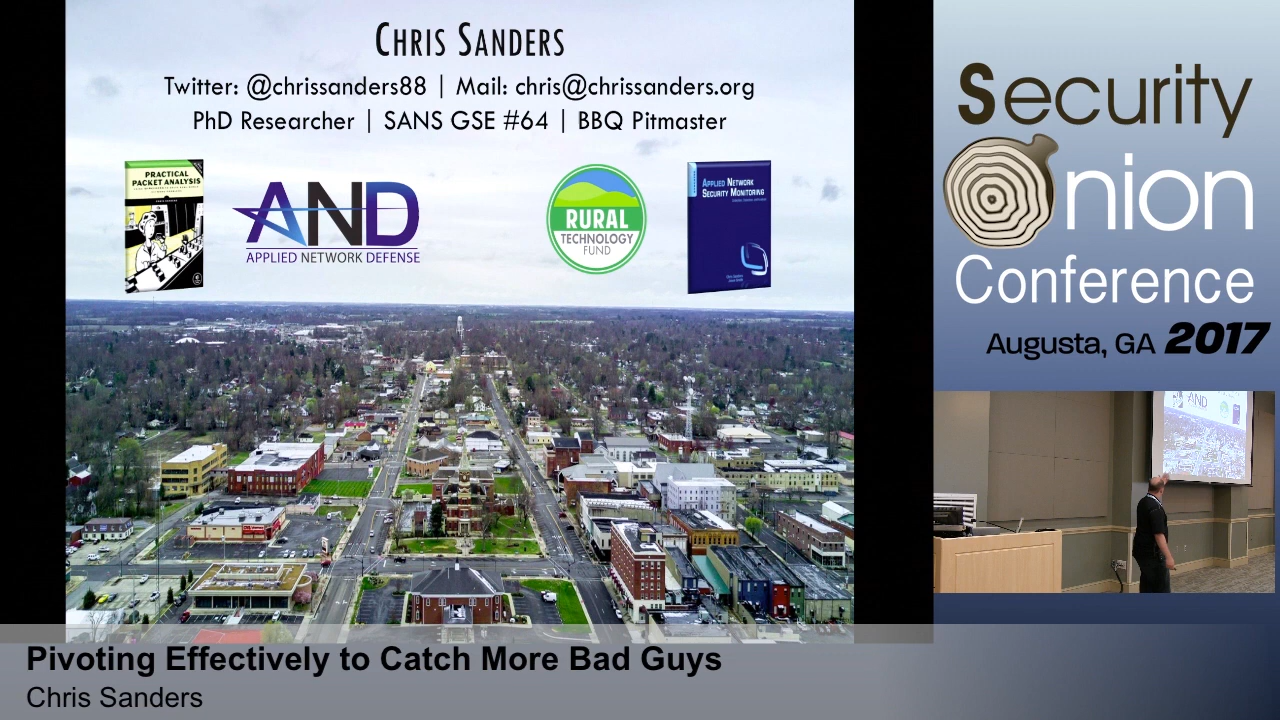 CHRIS SANDERS
Twitter: @chrissanders88 | Mail: chris@chrissanders.org
PhD Researcher | SANS GSE #64 | BBQ Pitmaster
PRACTICAL
PACKET ANALYSIS
AND
APPLIED NETWORK DEFENSE
RURAL
TECHNOLOGY
FUND
APPLIED NETWORK
SECURITY MONITORING
Security
Onion
Conference
Augusta, GA 2017
AND
Pivoting Effectively to Catch More Bad Guys
Chris Sanders